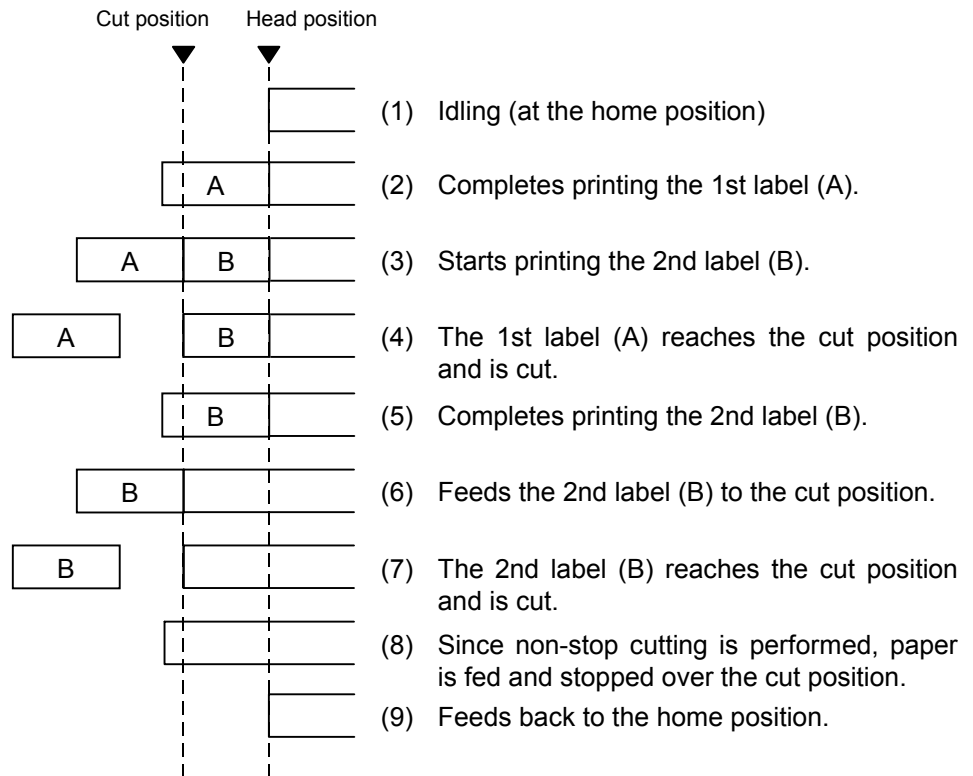 Cut position Head position
(1) Idling (at the home position)
A (2) Completes printing the 1st label (A).
A B (3) Starts printing the 2nd label (B).
A B (4) The 1st label (A) reaches the cut position
and is cut.
B (5) Completes printing the 2nd label (B).
B (6) Feeds the 2nd label (B) to the cut position.
B (7) The 2nd label (B) reaches the cut position
and is cut.
(8) Since non-stop cutting is performed, paper
is fed and stopped over the cut position.
(9) Feeds back to the home position.